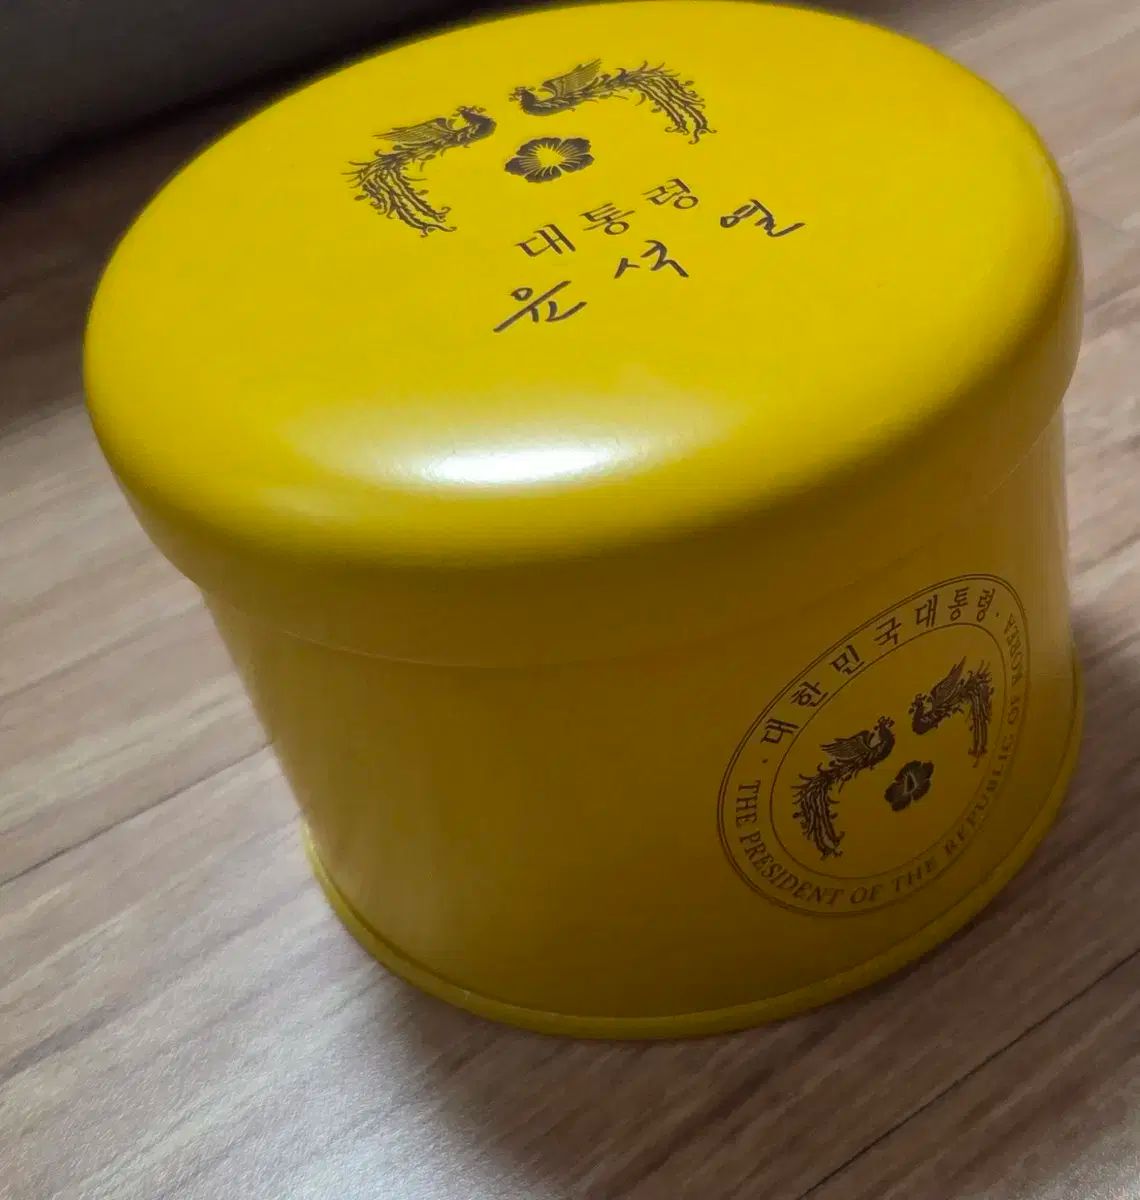 대통령
윤석열
· 대한민국대통령 ·
THE PRESIDENT OF THE REPUBLIC OF KOREA